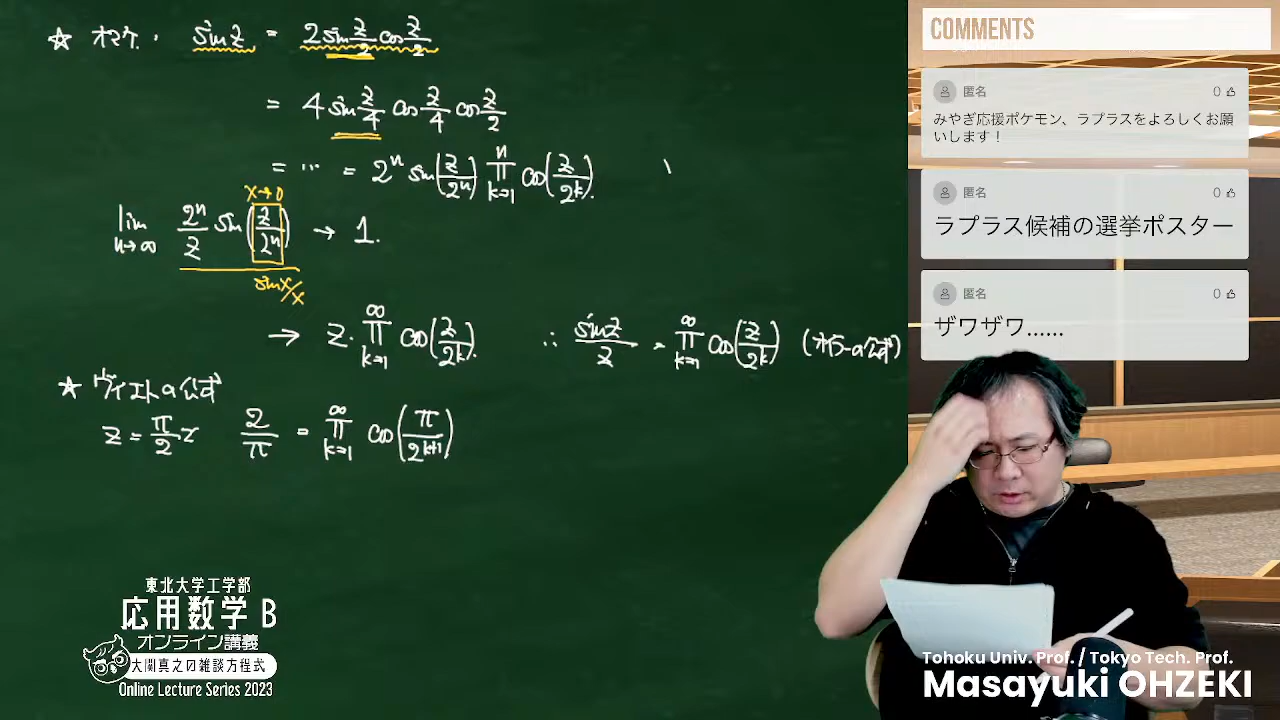 ☆ オマケ. sin z = 2 sin z/2 cos z/2
= 4 sin z/4 cos z/4 cos z/2
= … = 2ⁿ sin(z/2ⁿ) ∏_{k=1}^{n} cos(z/2ᵏ).
x→0
lim_{n→∞} 2ⁿ/z sin(z/2ⁿ) → 1.
sin x/x
→ z・∏_{k=1}^{∞} cos(z/2ᵏ). ∴ sin z/z = ∏_{k=1}^{∞} cos(z/2ᵏ) (オイラーの公式)
☆ ヴィエトの公式
z = π/2 2/π = ∏_{k=1}^{∞} cos(π/2ᵏ⁺¹)
東北大学工学部
応用数学 B
オンライン講義
大関真之の雑談方程式
Online Lecture Series 2023
COMMENTS
匿名 0
みやぎ応援ポケモン、ラプラスをよろしくお願
いします！
匿名 0
ラプラス候補の選挙ポスター
匿名 0
ザワザワ……
Tohoku Univ. Prof. / Tokyo Tech. Prof.
Masayuki OHZEKI